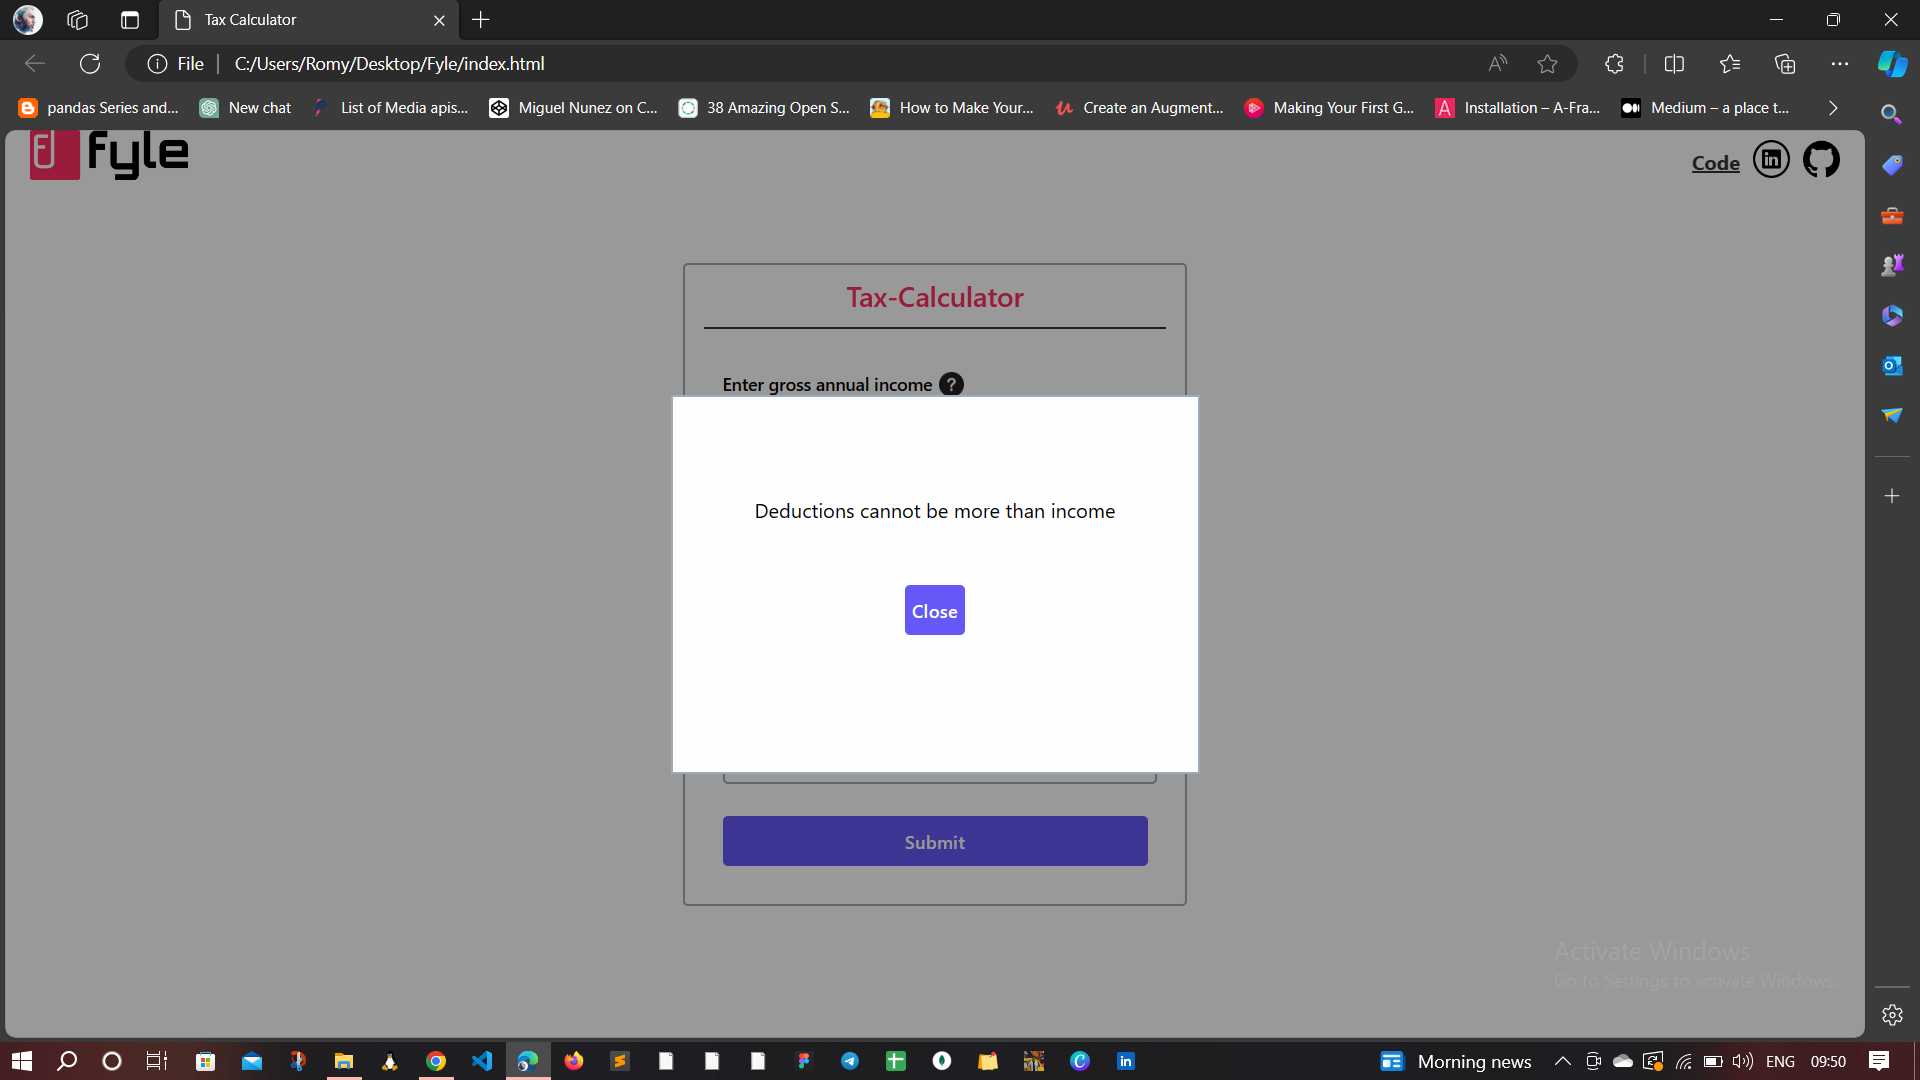 Tax Calculator
File
C:/Users/Romy/Desktop/Fyle/index.html
pandas Series and...
New chat
List of Media apis...
Miguel Nunez on C...
38 Amazing Open S...
How to Make Your...
Create an Augment...
Making Your First G...
Installation – A-Fra...
Medium – a place t...
fyle
Code
Tax-Calculator
Enter gross annual income ?
Deductions cannot be more than income
Close
Submit
Activate Windows
Go to Settings to activate Windows.
Morning news
ENG
09:50